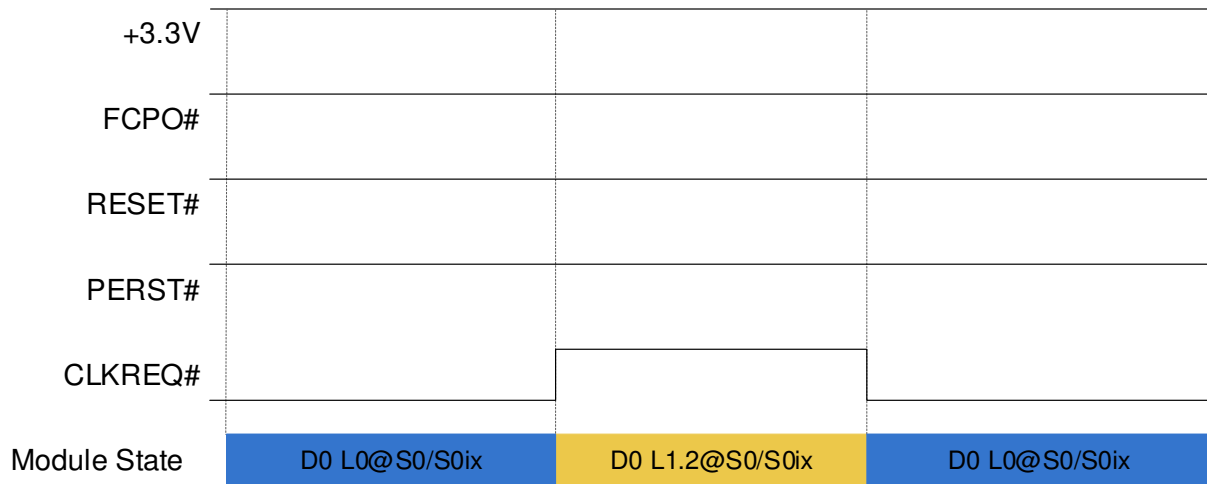 +3.3V
FCPO#
RESET#
PERST#
CLKREQ#
Module State D0 L0@S0/S0ix D0 L1.2@S0/S0ix D0 L0@S0/S0ix